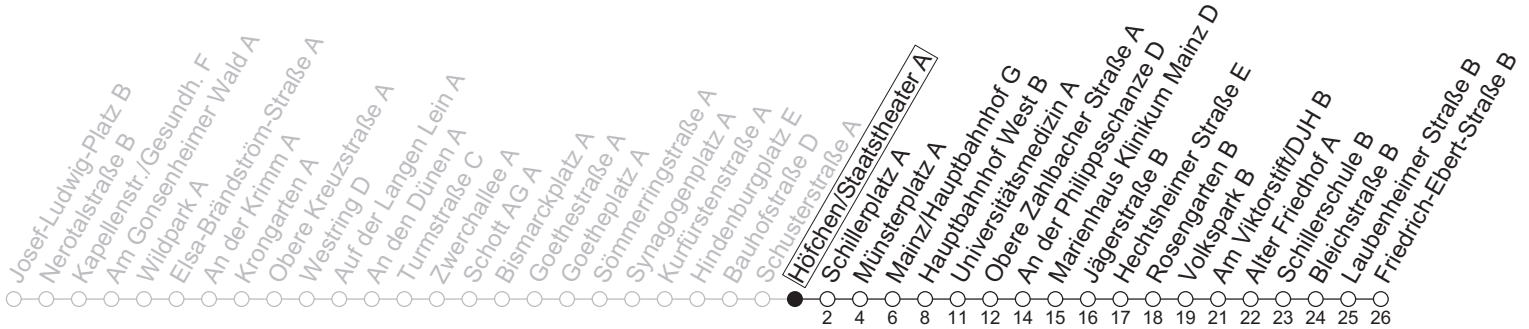 Josef-Ludwig-Platz B
Nerotalstraße B
Kapellenstr./Gesundh. F
Am Gonsenheimer Wald A
Wildpark A
Elsa-Brändström-Straße A
An der Krimm A
Krongarten A
Obere Kreuzstraße A
Westring D
Auf der Langen Lein A
An den Dünen A
Turmstraße C
Zwerchallee A
Schott AG A
Bismarckplatz A
Goethestraße A
Goetheplatz A
Sömmerringstraße A
Synagogenplatz A
Kurfürstenstraße A
Hindenburgplatz E
Bauhofstraße D
Schusterstraße A
Höfchen/Staatstheater A
Schillerplatz A
Münsterplatz A
Mainz/Hauptbahnhof G
Hauptbahnhof West B
Universitätsmedizin A
Obere Zahlbacher Straße A
An der Philippsschanze D
Marienhaus Klinikum Mainz D
Jägerstraße B
Hechtsheimer Straße E
Rosengarten B
Volkspark B
Am Viktorstift/DJH B
Alter Friedhof A
Schillerschule B
Bleichstraße B
Laubenheimer Straße B
Friedrich-Ebert-Straße B
2 4 6 8 11 12 14 15 16 17 18 19 21 22 23 24 25 26